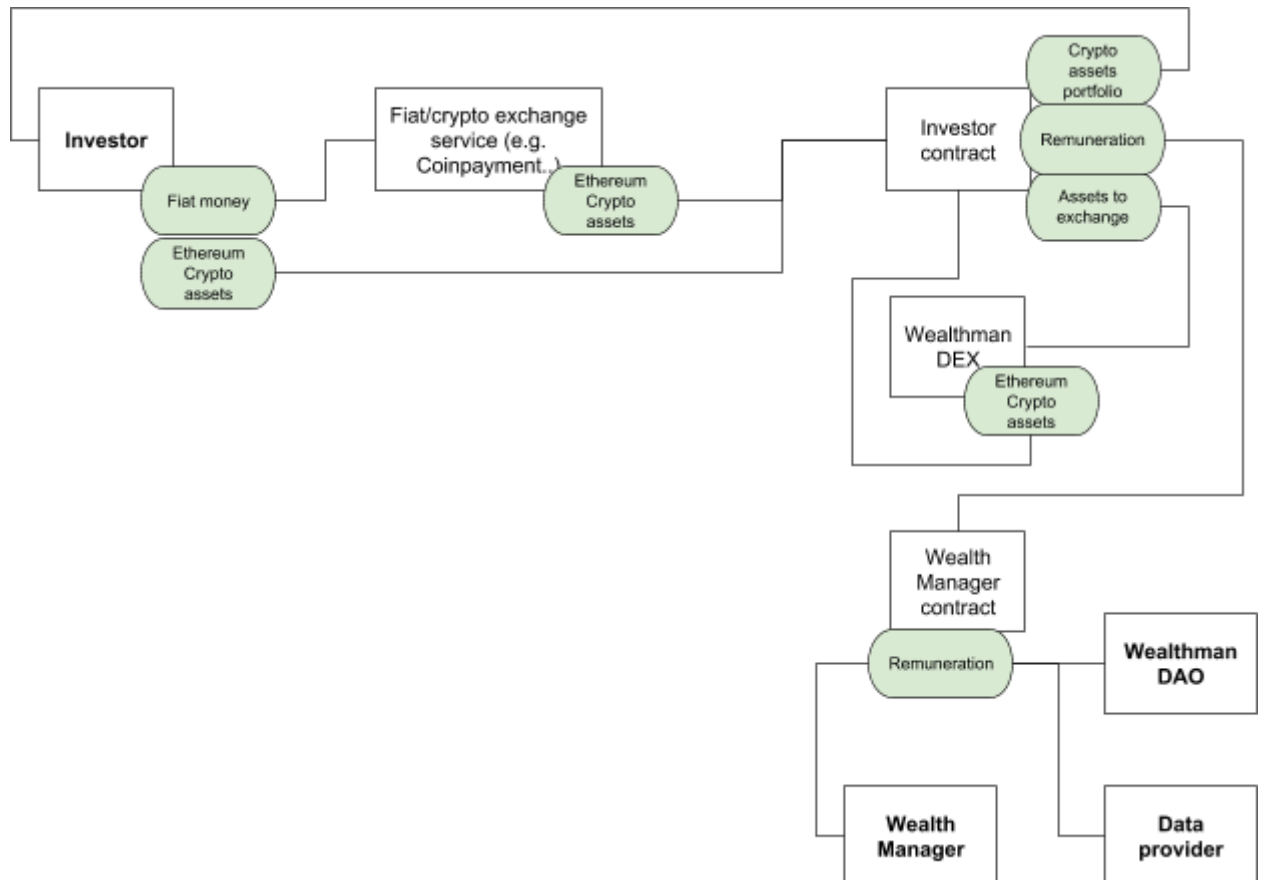 Investor
Fiat money
Ethereum
Crypto
assets
Fiat/crypto exchange
service (e.g.
Coinpayment..)
Ethereum
Crypto
assets
Investor
contract
Crypto
assets
portfolio
Remuneration
Assets to
exchange
Wealthman
DEX
Ethereum
Crypto
assets
Wealth
Manager
contract
Remuneration
Wealthman
DAO
Wealth
Manager
Data
provider